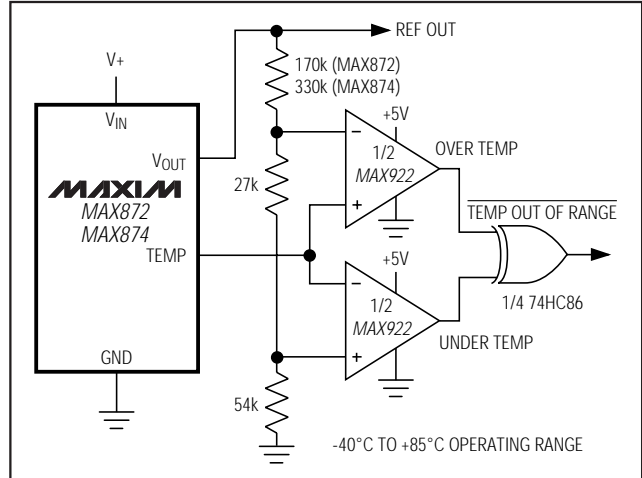 REF OUT
170k (MAX872)
330k (MAX874)
V+
VIN
+5V
VOUT
1/2
MAX922
OVER TEMP
−
+
27k
MAXIM
MAX872
MAX874
TEMP OUT OF RANGE
TEMP
+5V
−
1/2
MAX922
1/4 74HC86
UNDER TEMP
+
GND
54k
-40°C TO +85°C OPERATING RANGE